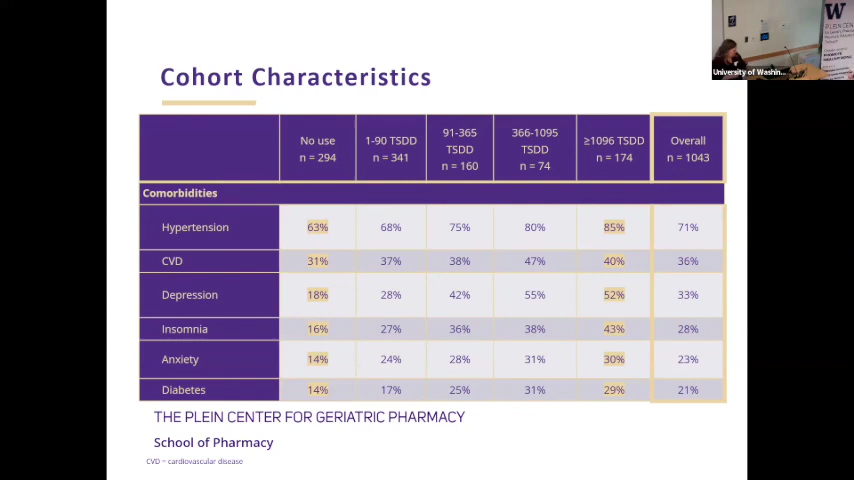 W
PLEIN CEN
University of Washin...
Cohort Characteristics
No use n = 294 1-90 TSDD n = 341 91-365 TSDD n = 160 366-1095 TSDD n = 74 ≥1096 TSDD n = 174 Overall n = 1043
Comorbidities
Hypertension 63% 68% 75% 80% 85% 71%
CVD 31% 37% 38% 47% 40% 36%
Depression 18% 28% 42% 55% 52% 33%
Insomnia 16% 27% 36% 38% 43% 28%
Anxiety 14% 24% 28% 31% 30% 23%
Diabetes 14% 17% 25% 31% 29% 21%
THE PLEIN CENTER FOR GERIATRIC PHARMACY
School of Pharmacy
CVD = cardiovascular disease